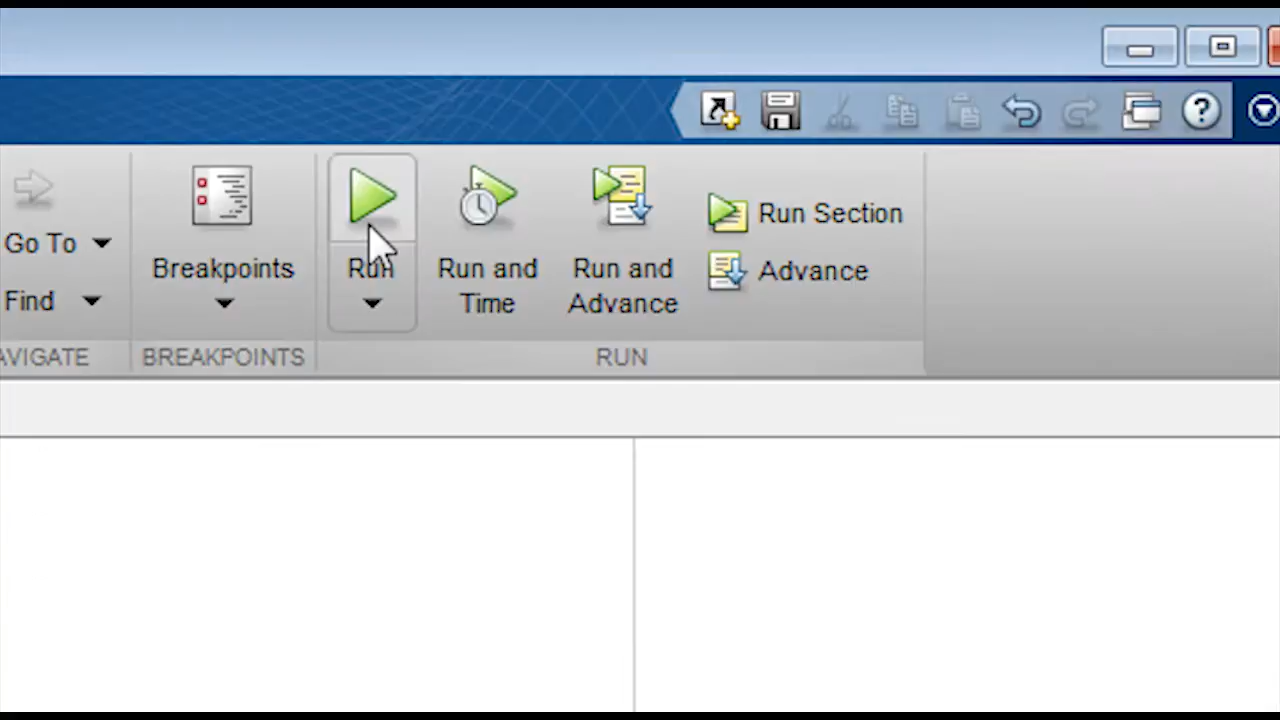 Go To
Find
Breakpoints
Run
Run and
Time
Run and
Advance
Run Section
Advance
AVIGATE
BREAKPOINTS
RUN